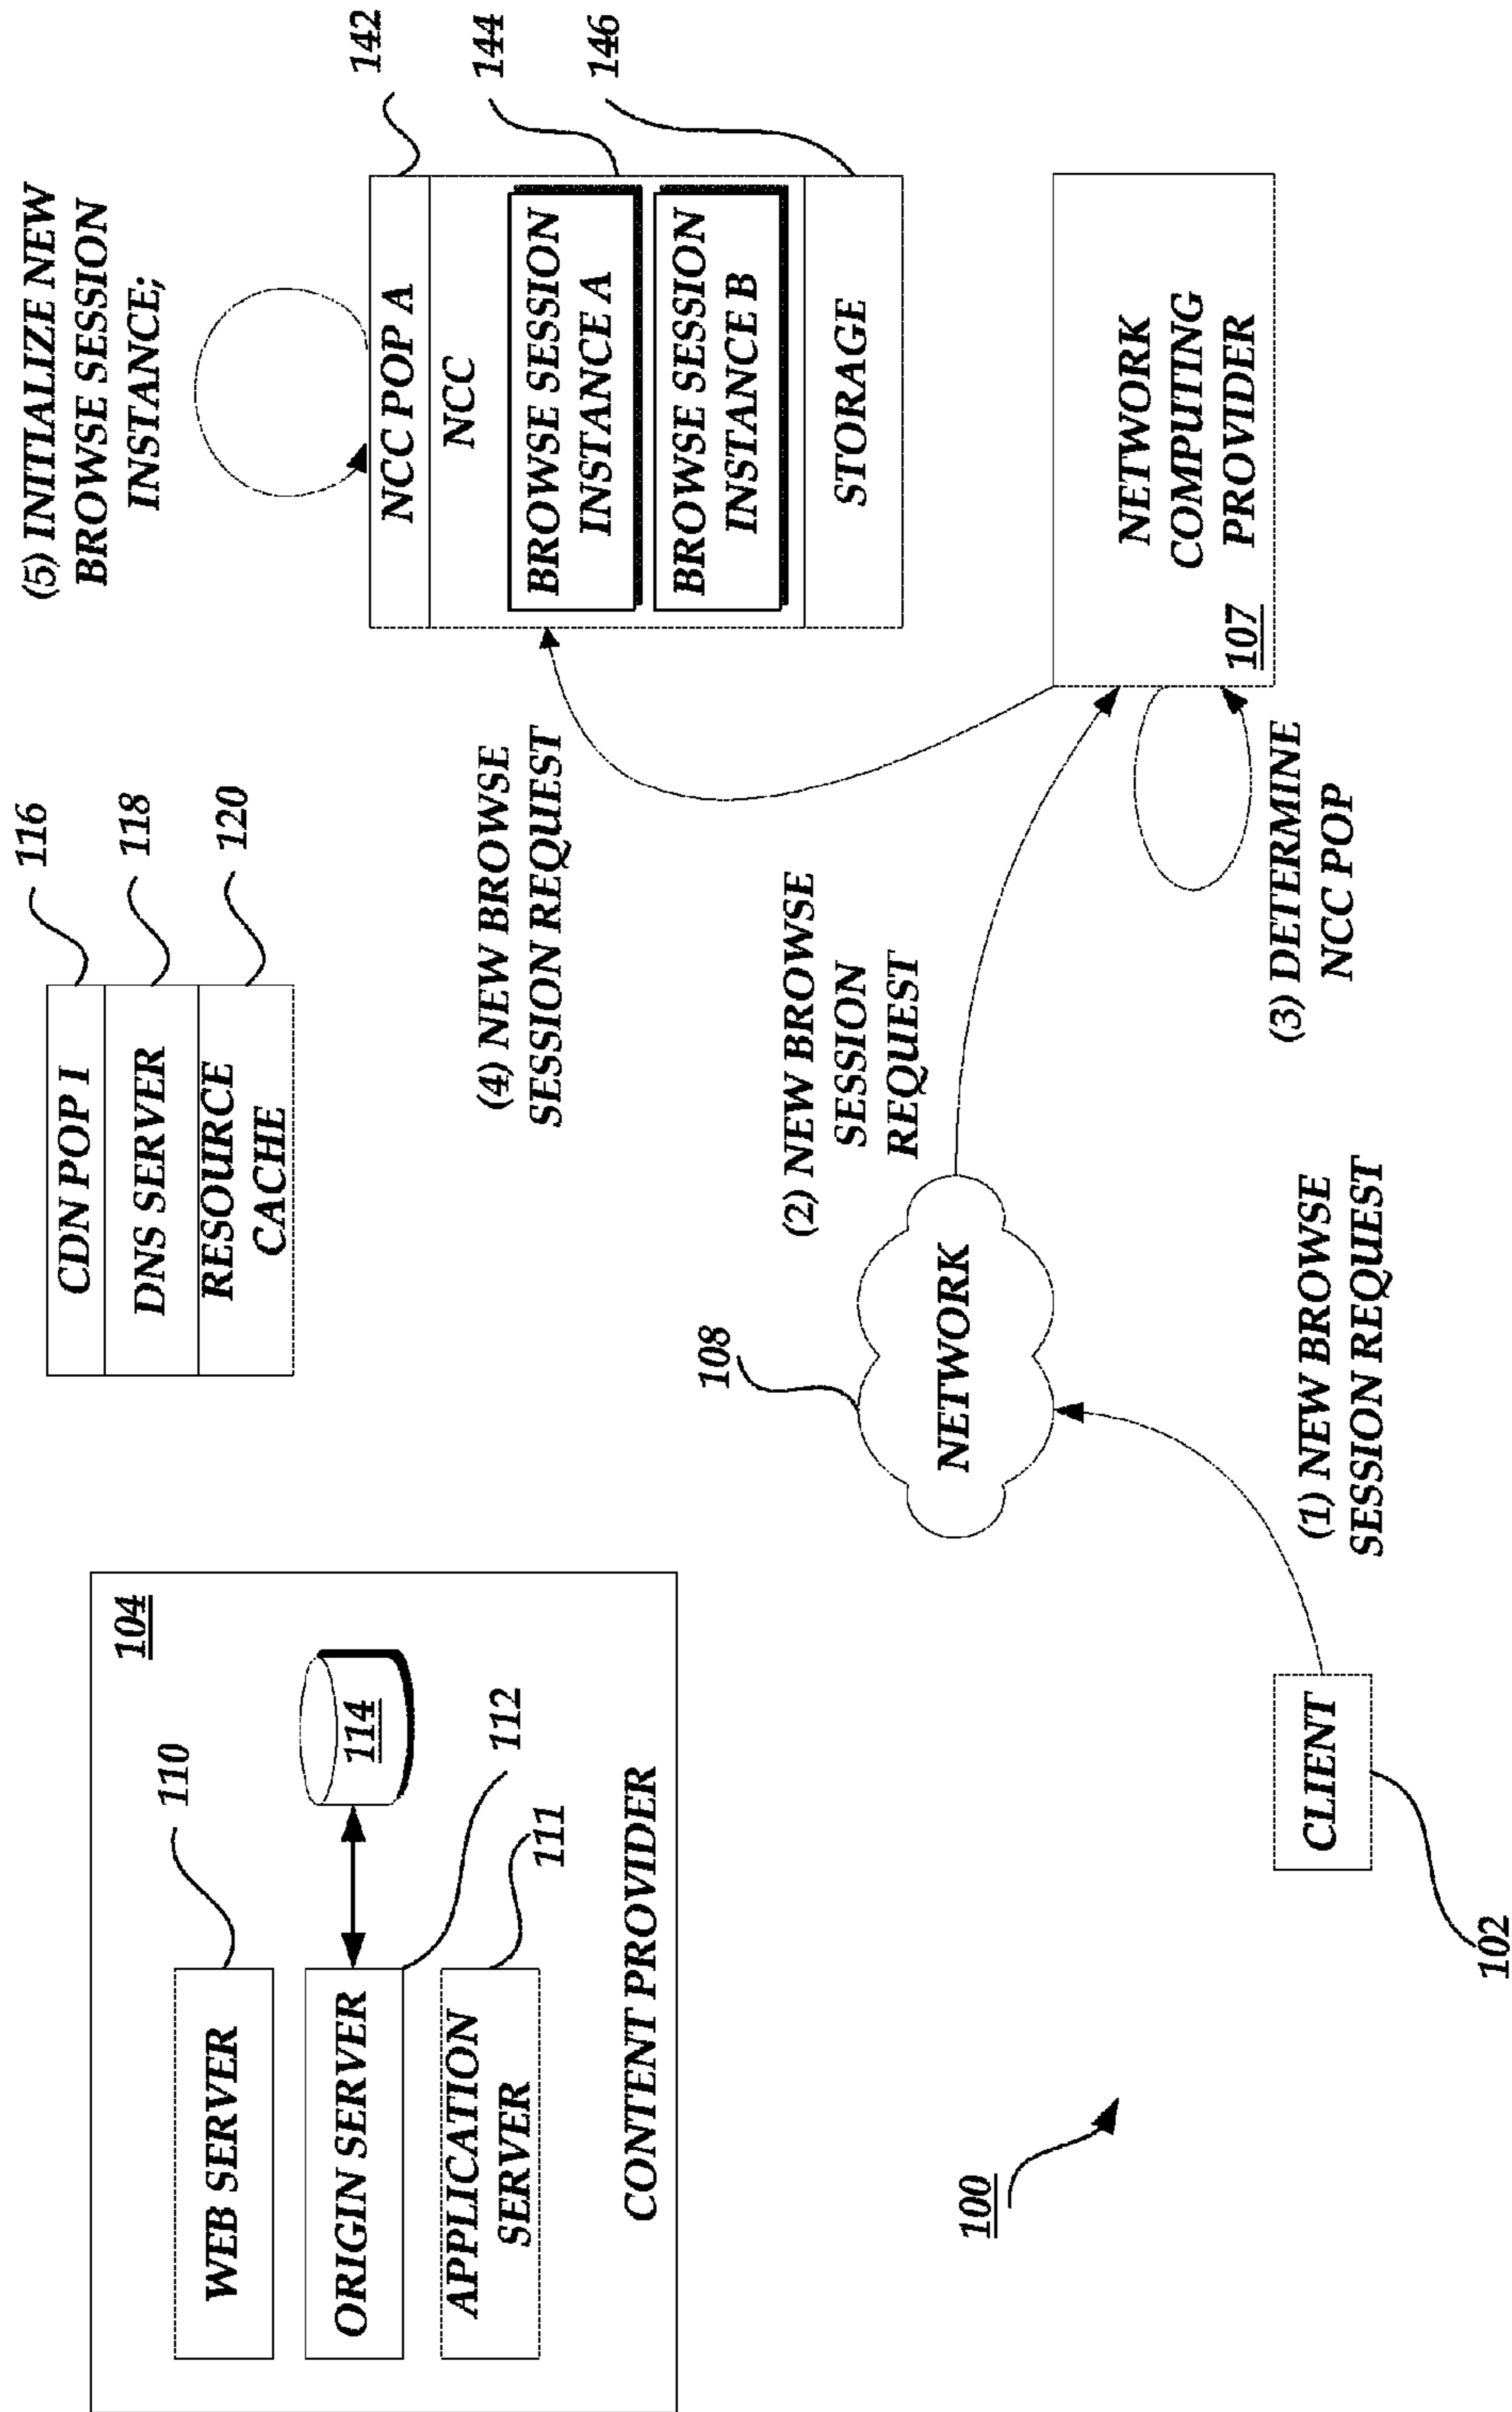 104
110
WEB SERVER
ORIGIN SERVER
114
112
APPLICATION
SERVER
111
CONTENT PROVIDER
CDN POP I
DNS SERVER
RESOURCE
CACHE
116
118
120
(5) INITIALIZE NEW
BROWSE SESSION
INSTANCE;
NCC POP A
NCC
BROWSE SESSION
INSTANCE A
BROWSE SESSION
INSTANCE B
STORAGE
142
144
146
(4) NEW BROWSE
SESSION REQUEST
108
NETWORK
(2) NEW BROWSE
SESSION
REQUEST
NETWORK
COMPUTING
PROVIDER
107
(3) DETERMINE
NCC POP
(1) NEW BROWSE
SESSION REQUEST
CLIENT
102
100